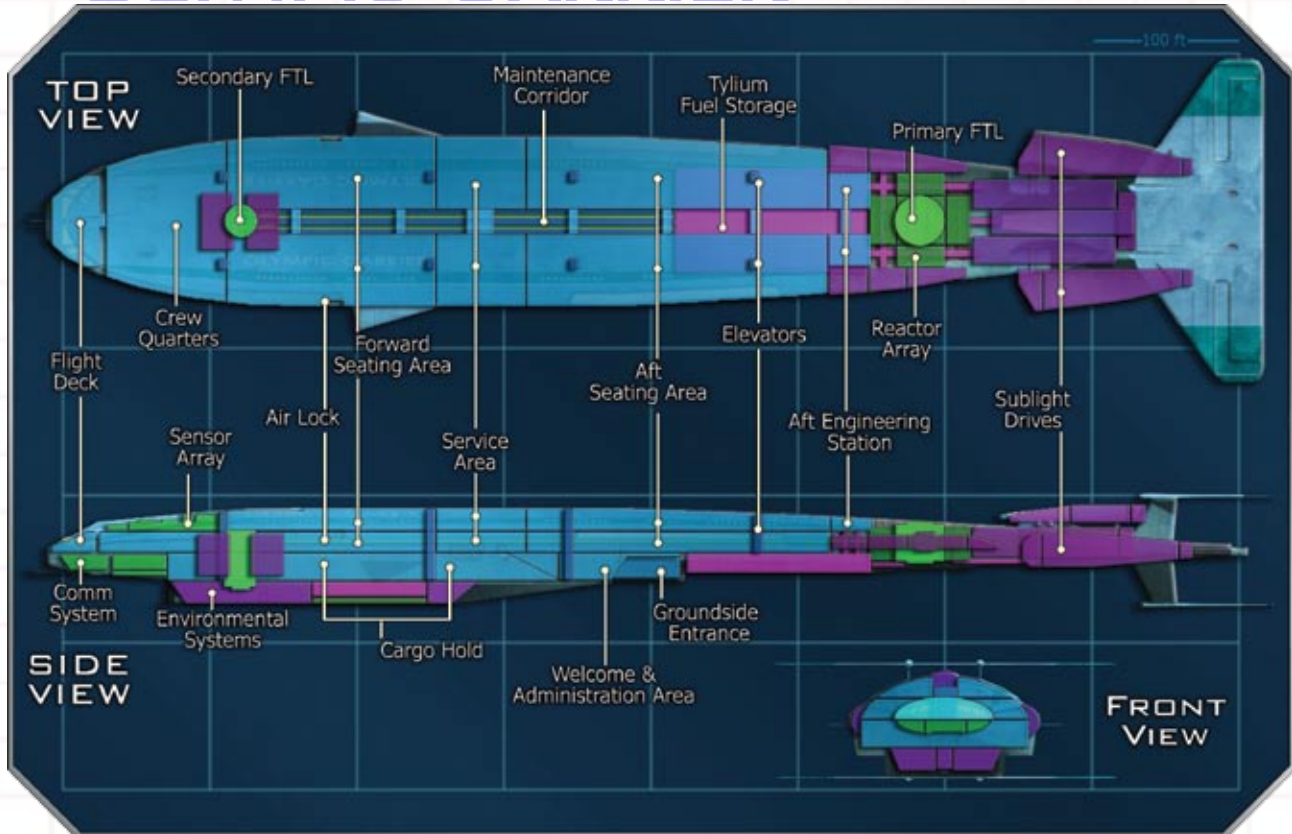 100 ft
TOP
VIEW
Secondary FTL
Maintenance
Corridor
Tylium
Fuel Storage
Primary FTL
Flight
Deck
Crew
Quarters
Forward
Seating Area
Aft
Seating Area
Elevators
Reactor
Array
Air Lock
Sensor
Array
Service
Area
Aft Engineering
Station
Sublight
Drives
Comm
System
Environmental
Systems
Cargo Hold
Welcome &
Administration Area
Groundside
Entrance
SIDE
VIEW
FRONT
VIEW